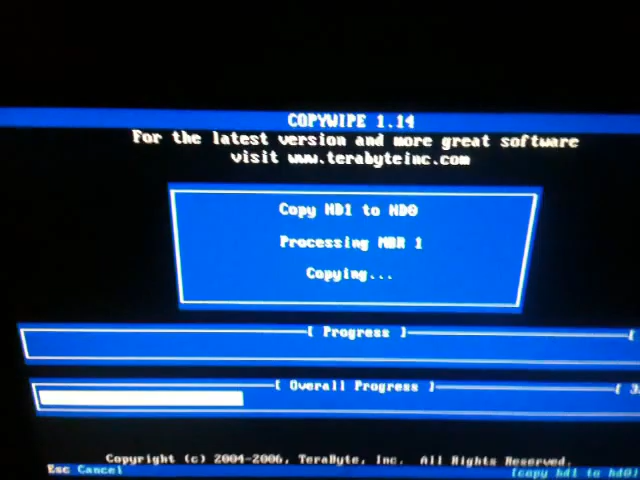 COPYWIPE 1.14
For the latest version and more great software
visit www.terabyteinc.com
Copy HD1 to HD0
Processing MBR 1
Copying...
[ Progress ]
[ Overall Progress ]
[ 3
Copyright (c) 2004-2006, TeraByte, Inc. All Rights Reserved.
Esc Cancel
[copy hd1 to hd0]